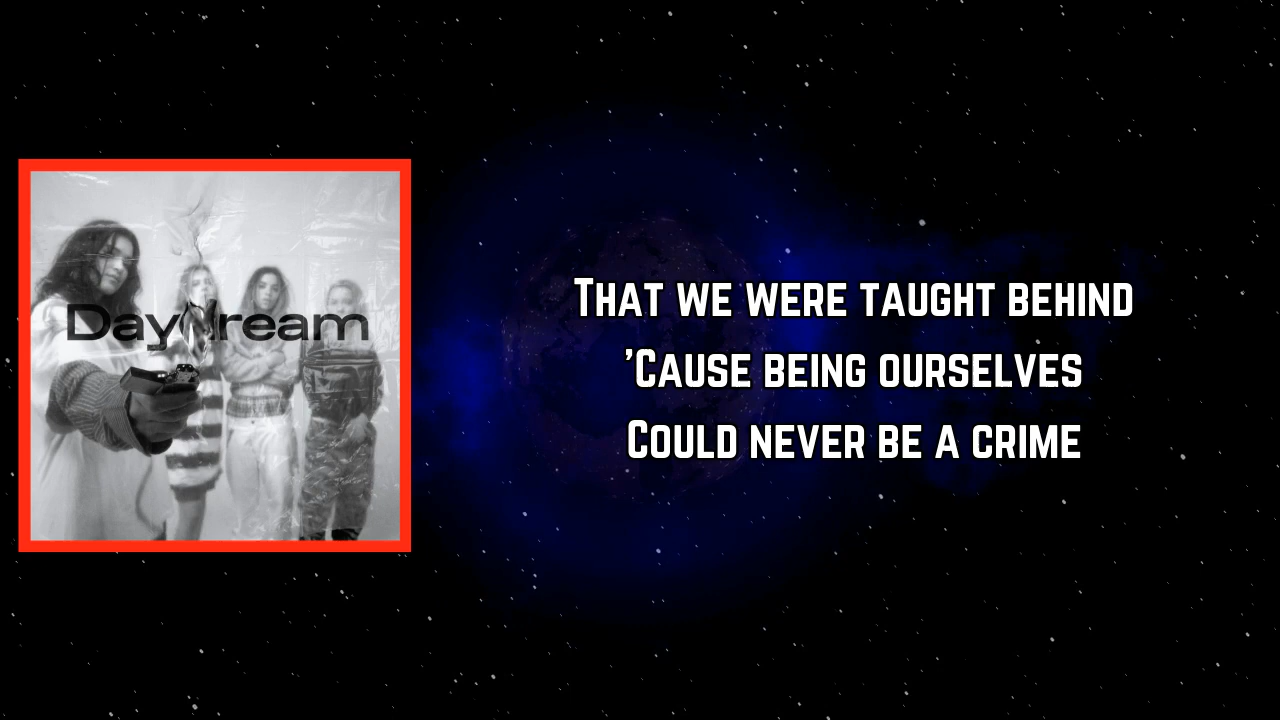 DayDream
That we were taught behind
'Cause being ourselves
Could never be a crime